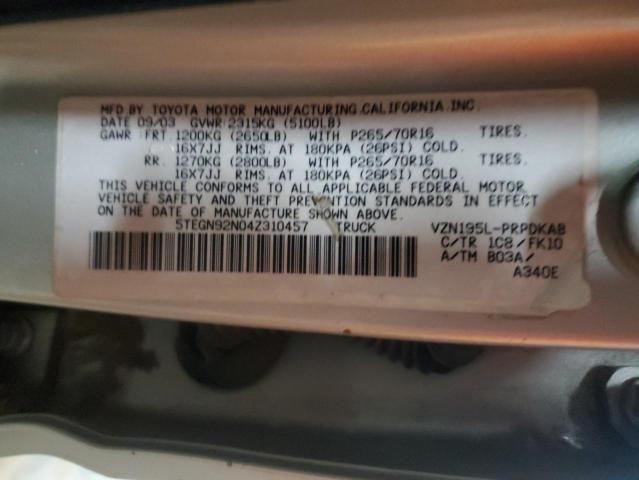 MFD BY TOYOTA MOTOR MANUFACTURING.CALIFORNIA.INC.
DATE 09/03 GVWR 2315KG (5100LB)
GAWR FRT. 1200KG (2650LB) WITH P265/70R16 TIRES.
16X7JJ RIMS. AT 180KPA (26PSI) COLD.
RR. 1270KG (2800LB) WITH P265/70R16 TIRES.
16X7JJ RIMS. AT 180KPA (26PSI) COLD.
THIS VEHICLE CONFORMS TO ALL APPLICABLE FEDERAL MOTOR
VEHICLE SAFETY AND THEFT PREVENTION STANDARDS IN EFFECT
ON THE DATE OF MANUFACTURE SHOWN ABOVE.
5TEGN92N04Z310457 TRUCK VZN195L-PRPDKAB
C/TR 1C8/FK10
A/TM B03A/
A340E